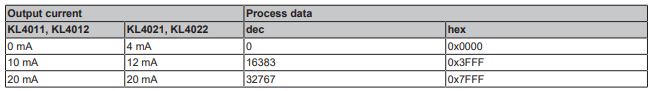 Output current Process data
KL4011, KL4012 KL4021, KL4022 dec hex
0 mA 4 mA 0 0x0000
10 mA 12 mA 16383 0x3FFF
20 mA 20 mA 32767 0x7FFF